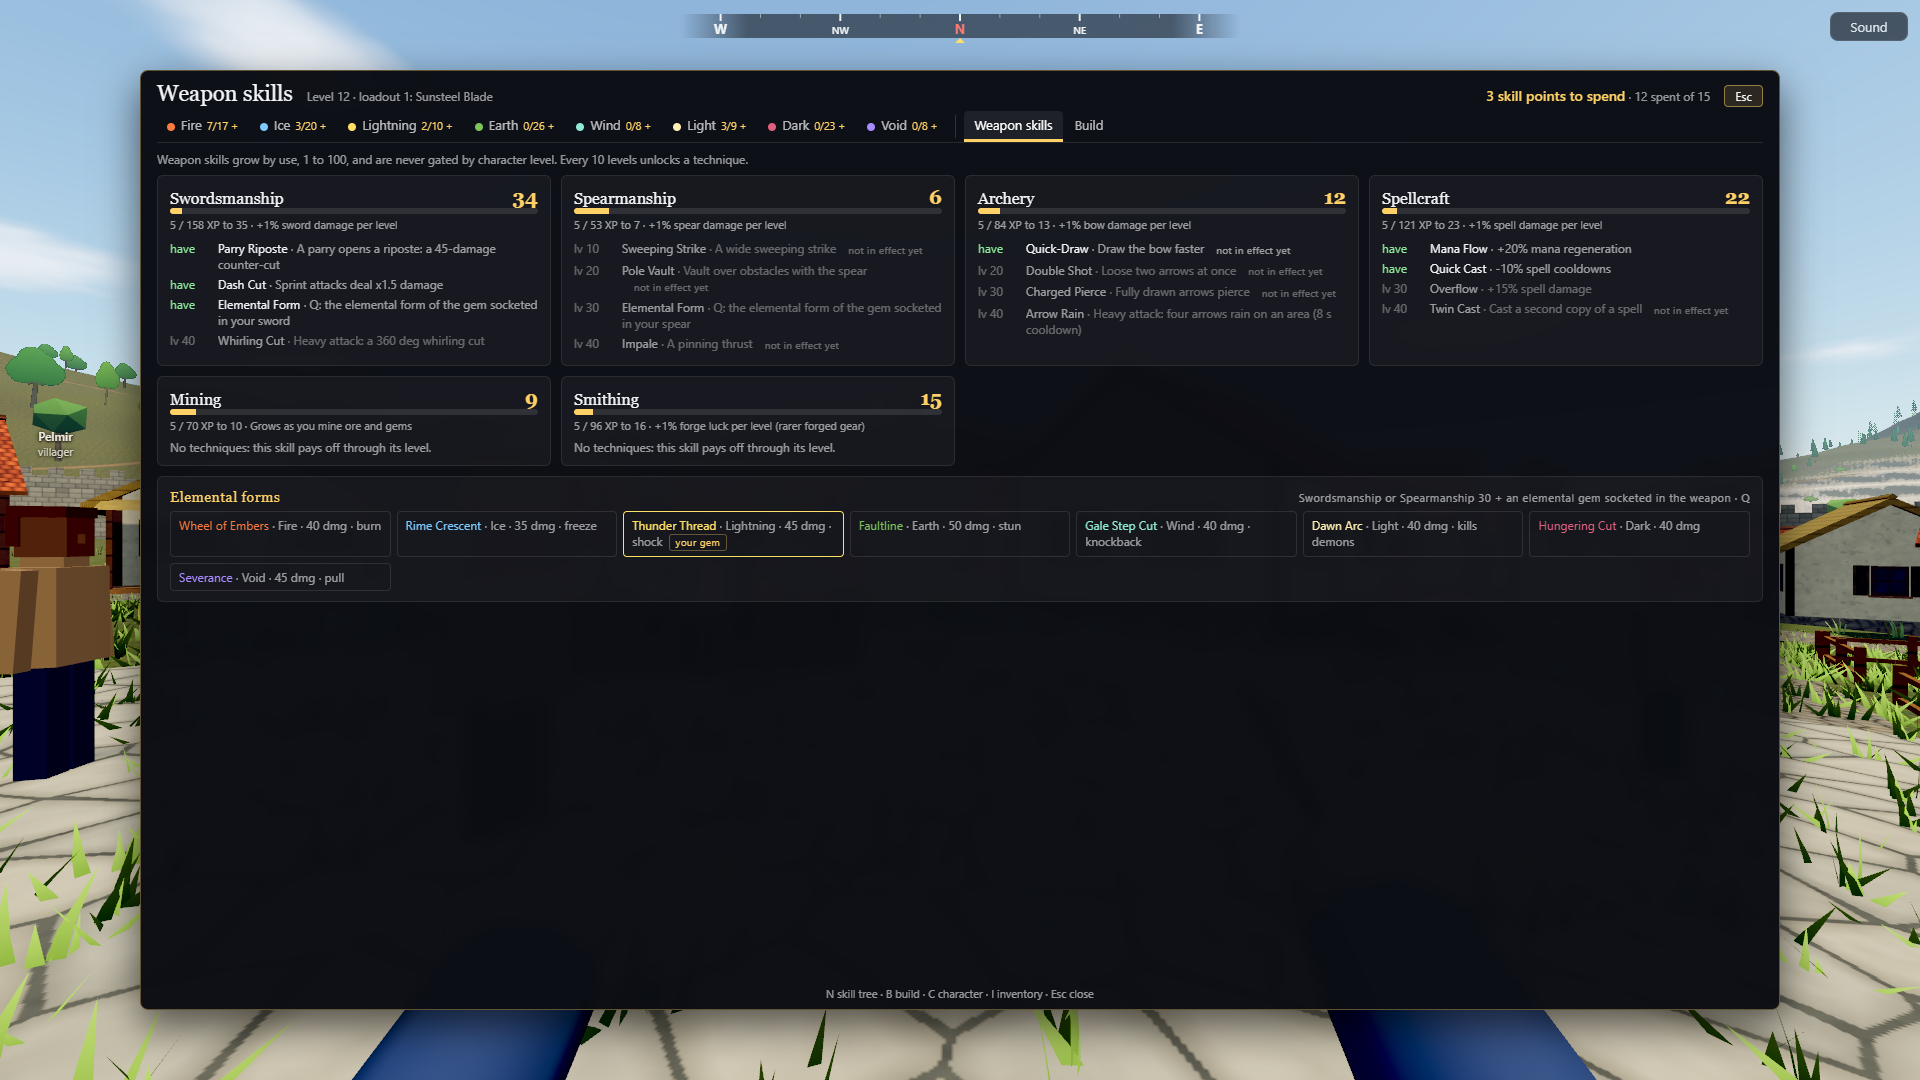 W NW N NE E
Sound
Weapon skills Level 12 · loadout 1: Sunsteel Blade 3 skill points to spend · 12 spent of 15 Esc
Fire 7/17 + Ice 3/20 + Lightning 2/10 + Earth 0/26 + Wind 0/8 + Light 3/9 + Dark 0/23 + Void 0/8 + Weapon skills Build
Weapon skills grow by use, 1 to 100, and are never gated by character level. Every 10 levels unlocks a technique.
Swordsmanship 34
5 / 158 XP to 35 · +1% sword damage per level
have Parry Riposte · A parry opens a riposte: a 45-damage
counter-cut
have Dash Cut · Sprint attacks deal x1.5 damage
have Elemental Form · Q: the elemental form of the gem socketed
in your sword
lv 40 Whirling Cut · Heavy attack: a 360 deg whirling cut
Spearmanship 6
5 / 53 XP to 7 · +1% spear damage per level
lv 10 Sweeping Strike · A wide sweeping strike not in effect yet
lv 20 Pole Vault · Vault over obstacles with the spear
not in effect yet
lv 30 Elemental Form · Q: the elemental form of the gem socketed
in your spear
lv 40 Impale · A pinning thrust not in effect yet
Archery 12
5 / 84 XP to 13 · +1% bow damage per level
have Quick-Draw · Draw the bow faster not in effect yet
lv 20 Double Shot · Loose two arrows at once not in effect yet
lv 30 Charged Pierce · Fully drawn arrows pierce not in effect yet
lv 40 Arrow Rain · Heavy attack: four arrows rain on an area (8 s
cooldown)
Spellcraft 22
5 / 121 XP to 23 · +1% spell damage per level
have Mana Flow · +20% mana regeneration
have Quick Cast · -10% spell cooldowns
lv 30 Overflow · +15% spell damage
lv 40 Twin Cast · Cast a second copy of a spell not in effect yet
Mining 9
5 / 70 XP to 10 · Grows as you mine ore and gems
No techniques: this skill pays off through its level.
Smithing 15
5 / 96 XP to 16 · +1% forge luck per level (rarer forged gear)
No techniques: this skill pays off through its level.
Pelmir
villager
Elemental forms Swordsmanship or Spearmanship 30 + an elemental gem socketed in the weapon · Q
Wheel of Embers · Fire · 40 dmg · burn
Rime Crescent · Ice · 35 dmg · freeze
Thunder Thread · Lightning · 45 dmg ·
shock your gem
Faultline · Earth · 50 dmg · stun
Gale Step Cut · Wind · 40 dmg ·
knockback
Dawn Arc · Light · 40 dmg · kills
demons
Hungering Cut · Dark · 40 dmg
Severance · Void · 45 dmg · pull
N skill tree · B build · C character · I inventory · Esc close